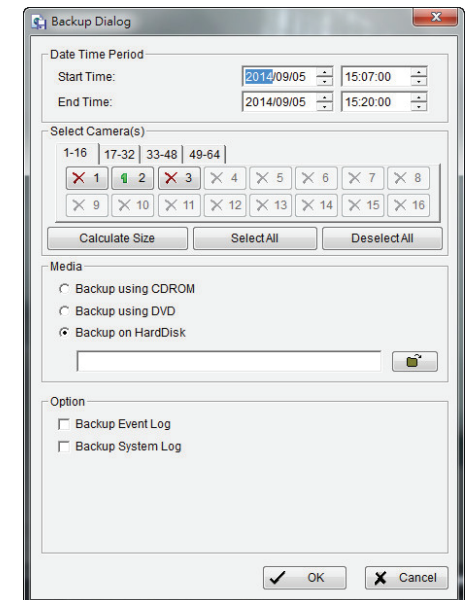 Backup Dialog
Date Time Period
Start Time: 2014/09/05 15:07:00
End Time: 2014/09/05 15:20:00
Select Camera(s)
1-16 17-32 33-48 49-64
1 2 3 4 5 6 7 8
9 10 11 12 13 14 15 16
Calculate Size Select All Deselect All
Media
Backup using CDROM
Backup using DVD
Backup on HardDisk
Option
Backup Event Log
Backup System Log
OK Cancel